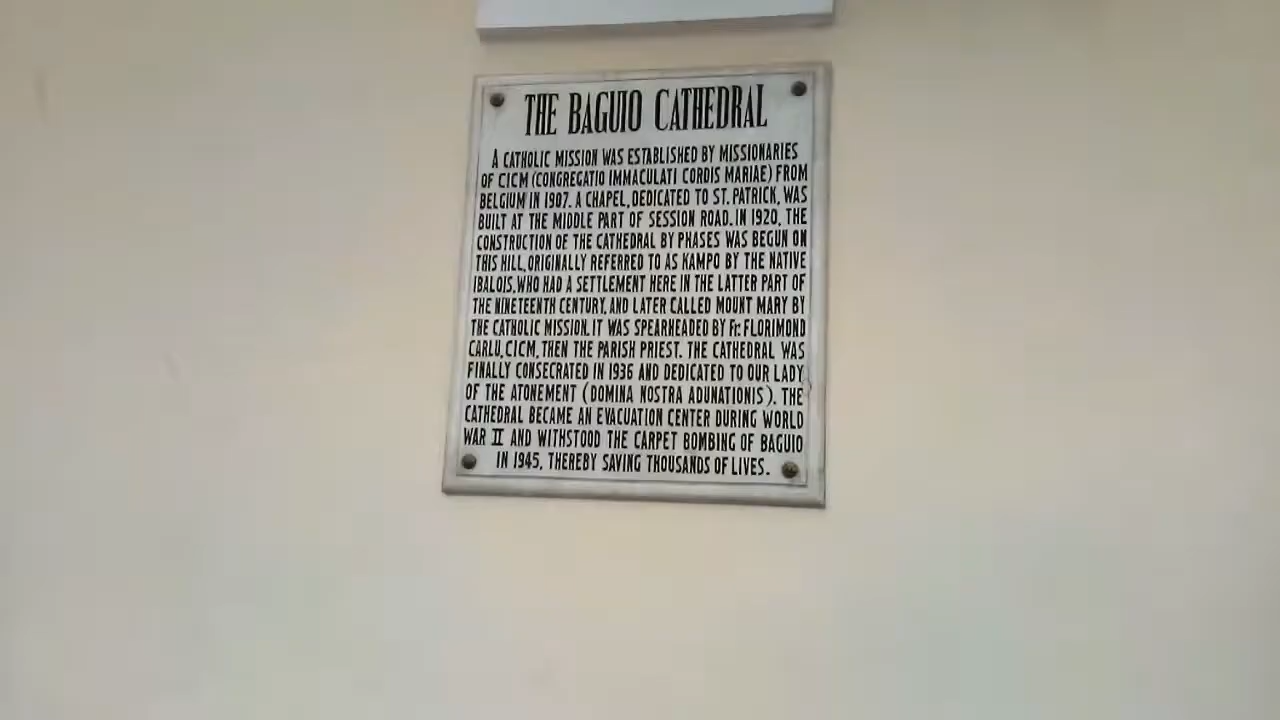 THE BAGUIO CATHEDRAL
A CATHOLIC MISSION WAS ESTABLISHED BY MISSIONARIES
OF CICM (CONGREGATIO IMMACULATI CORDIS MARIAE) FROM
BELGIUM IN 1907. A CHAPEL, DEDICATED TO ST. PATRICK, WAS
BUILT AT THE MIDDLE PART OF SESSION ROAD. IN 1920, THE
CONSTRUCTION OF THE CATHEDRAL BY PHASES WAS BEGUN ON
THIS HILL, ORIGINALLY REFERRED TO AS KAMPO BY THE NATIVE
IBALOIS, WHO HAD A SETTLEMENT HERE IN THE LATTER PART OF
THE NINETEENTH CENTURY, AND LATER CALLED MOUNT MARY BY
THE CATHOLIC MISSION. IT WAS SPEARHEADED BY Fr. FLORIMOND
CARLU, CICM, THEN THE PARISH PRIEST. THE CATHEDRAL WAS
FINALLY CONSECRATED IN 1936 AND DEDICATED TO OUR LADY
OF THE ATONEMENT (DOMINA NOSTRA ADUNATIONIS). THE
CATHEDRAL BECAME AN EVACUATION CENTER DURING WORLD
WAR II AND WITHSTOOD THE CARPET BOMBING OF BAGUIO
IN 1945, THEREBY SAVING THOUSANDS OF LIVES.